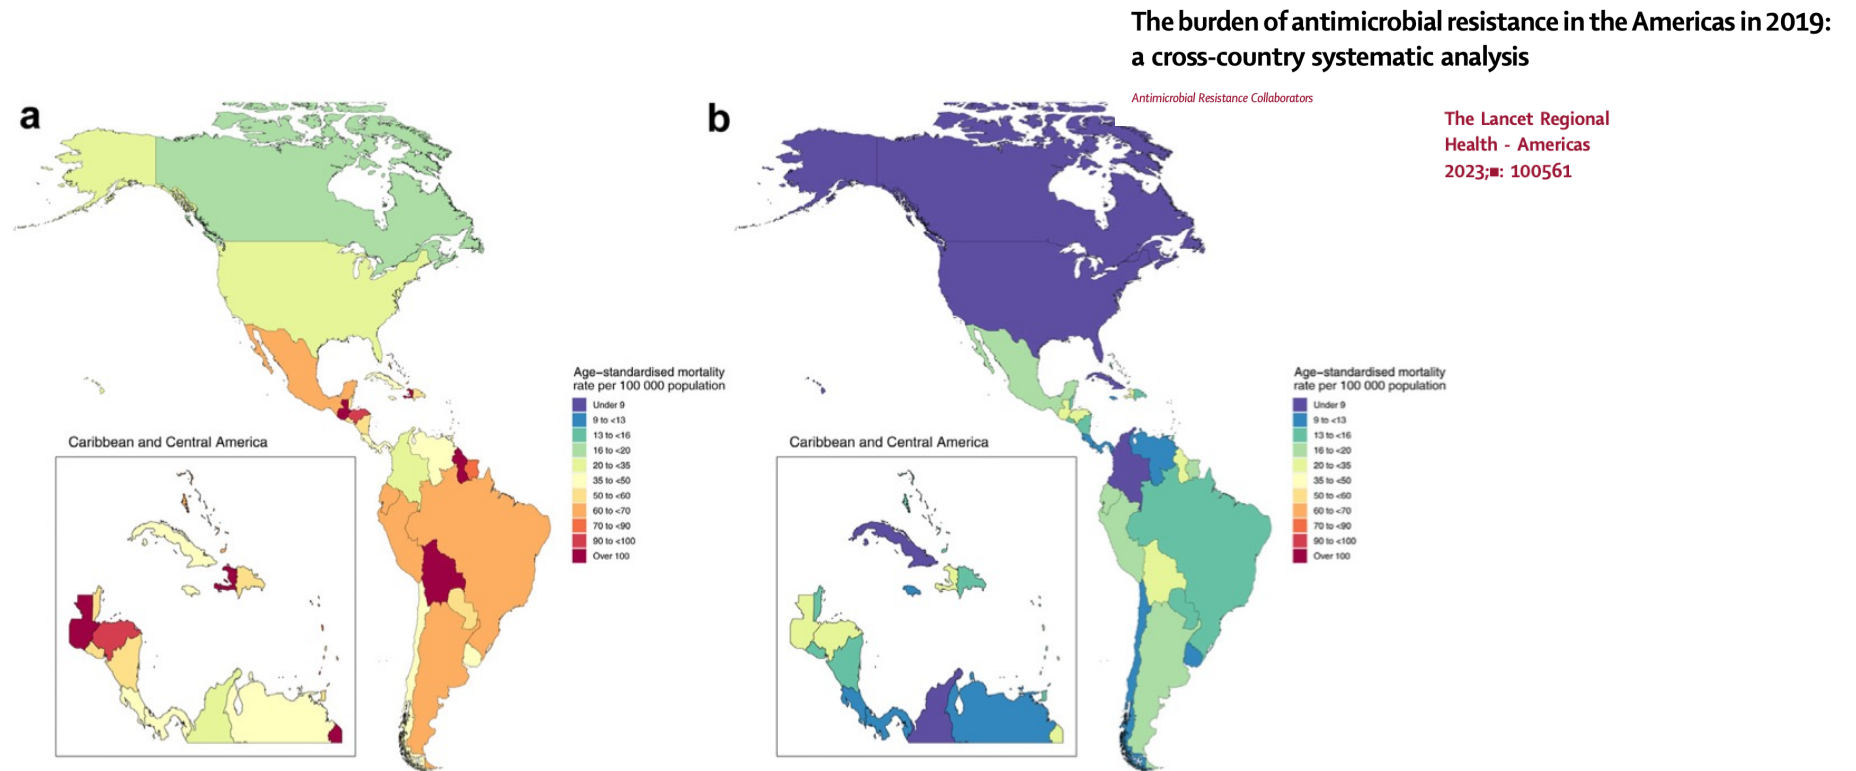 The burden of antimicrobial resistance in the Americas in 2019:
a cross-country systematic analysis
Antimicrobial Resistance Collaborators
The Lancet Regional
Health - Americas
2023;■: 100561
a
Age-standardised mortality
rate per 100 000 population
Under 9
9 to <13
13 to <16
16 to <20
20 to <35
35 to <50
50 to <60
60 to <70
70 to <90
90 to <100
Over 100
Caribbean and Central America
b
Age-standardised mortality
rate per 100 000 population
Under 9
9 to <13
13 to <16
16 to <20
20 to <35
35 to <50
50 to <60
60 to <70
70 to <90
90 to <100
Over 100
Caribbean and Central America